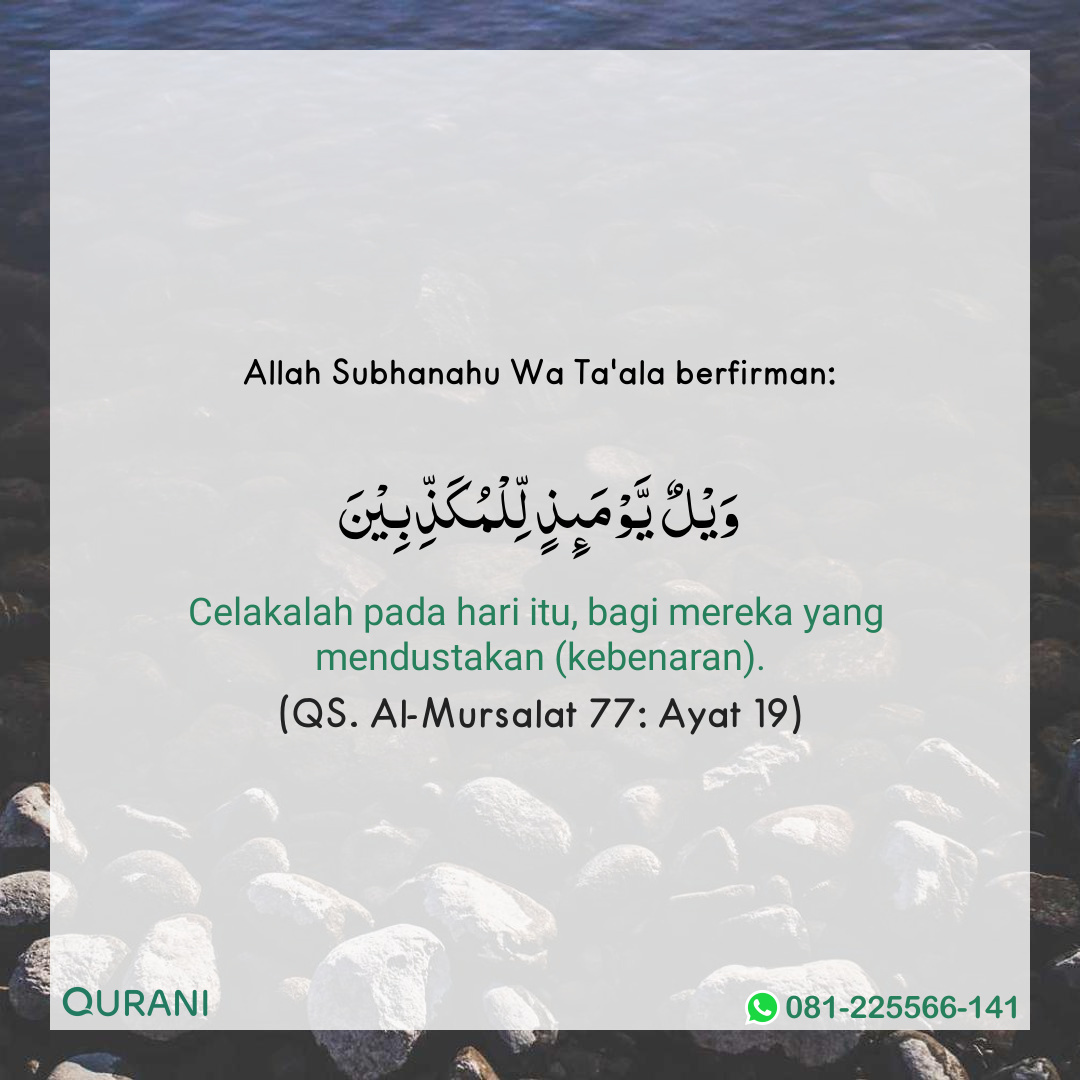 Allah Subhanahu Wa Ta'ala berfirman:
وَيْلٌ يَّوْمَىِٕذٍ لِّلْمُكَذِّبِيْنَ
Celakalah pada hari itu, bagi mereka yang
mendustakan (kebenaran).
(QS. Al-Mursalat 77: Ayat 19)
QURANI
081-225566-141